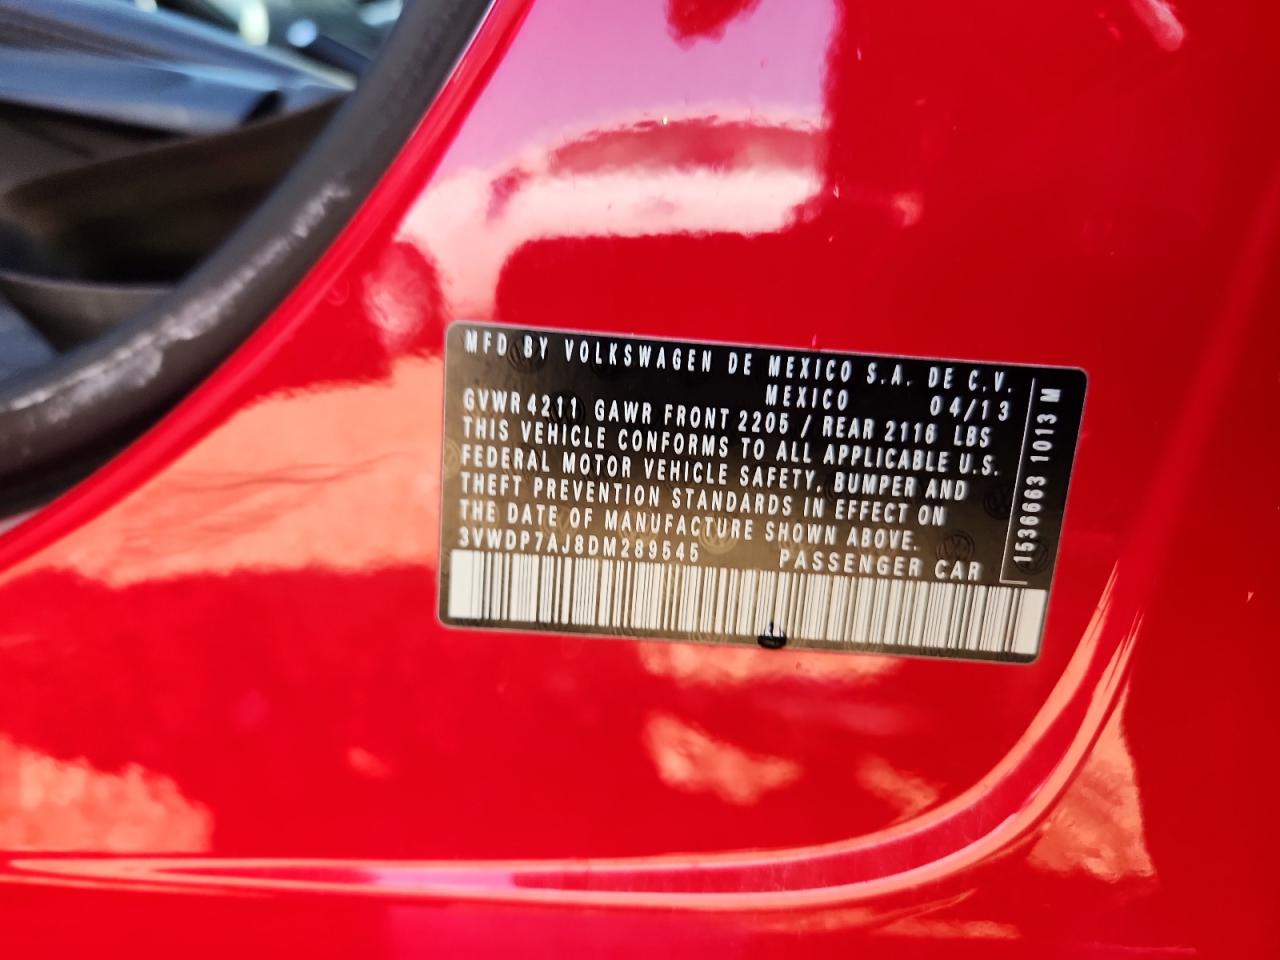 MFD BY VOLKSWAGEN DE MEXICO S.A. DE C.V.
MEXICO 04/13
GVWR 4211 GAWR FRONT 2205 / REAR 2116 LBS
THIS VEHICLE CONFORMS TO ALL APPLICABLE U.S.
FEDERAL MOTOR VEHICLE SAFETY, BUMPER AND
THEFT PREVENTION STANDARDS IN EFFECT ON
THE DATE OF MANUFACTURE SHOWN ABOVE.
3VWDP7AJ8DM289545 PASSENGER CAR
1536663 1013 M